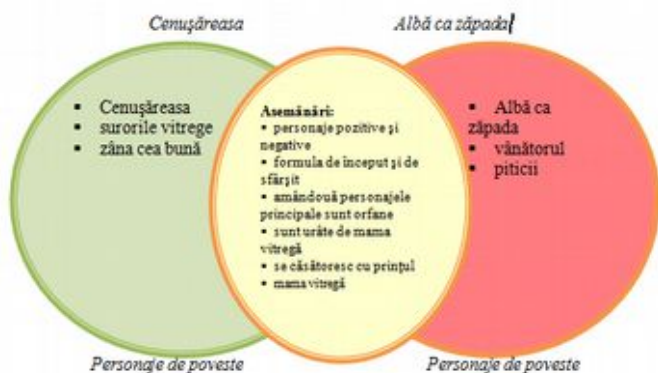 Cenușăreasa
Albă ca zăpada
▪ Cenușăreasa
▪ surorile vitrege
▪ zâna cea bună
Asemănări:
▪ personaje pozitive și
negative
▪ formula de început și de
sfârșit
▪ amândouă personajele
principale sunt orfane
▪ sunt urâte de mama
vitregă
▪ se căsătoresc cu prințul
▪ mama vitregă
▪ Albă ca
zăpada
▪ vânătorul
▪ piticii
Personaje de poveste
Personaje de poveste